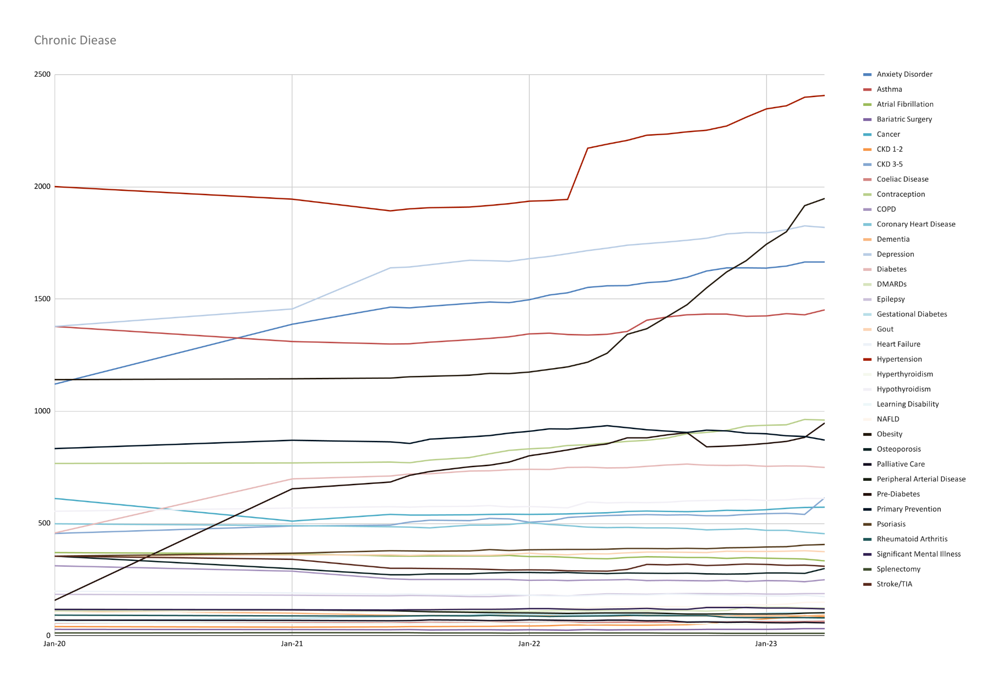 Chronic Diease
2500
2000
1500
1000
500
0
Jan-20
Jan-21
Jan-22
Jan-23
Anxiety Disorder
Asthma
Atrial Fibrillation
Bariatric Surgery
Cancer
CKD 1-2
CKD 3-5
Coeliac Disease
Contraception
COPD
Coronary Heart Disease
Dementia
Depression
Diabetes
DMARDs
Epilepsy
Gestational Diabetes
Gout
Heart Failure
Hypertension
Hyperthyroidism
Hypothyroidism
Learning Disability
NAFLD
Obesity
Osteoporosis
Palliative Care
Peripheral Arterial Disease
Pre-Diabetes
Primary Prevention
Psoriasis
Rheumatoid Arthritis
Significant Mental Illness
Splenectomy
Stroke/TIA